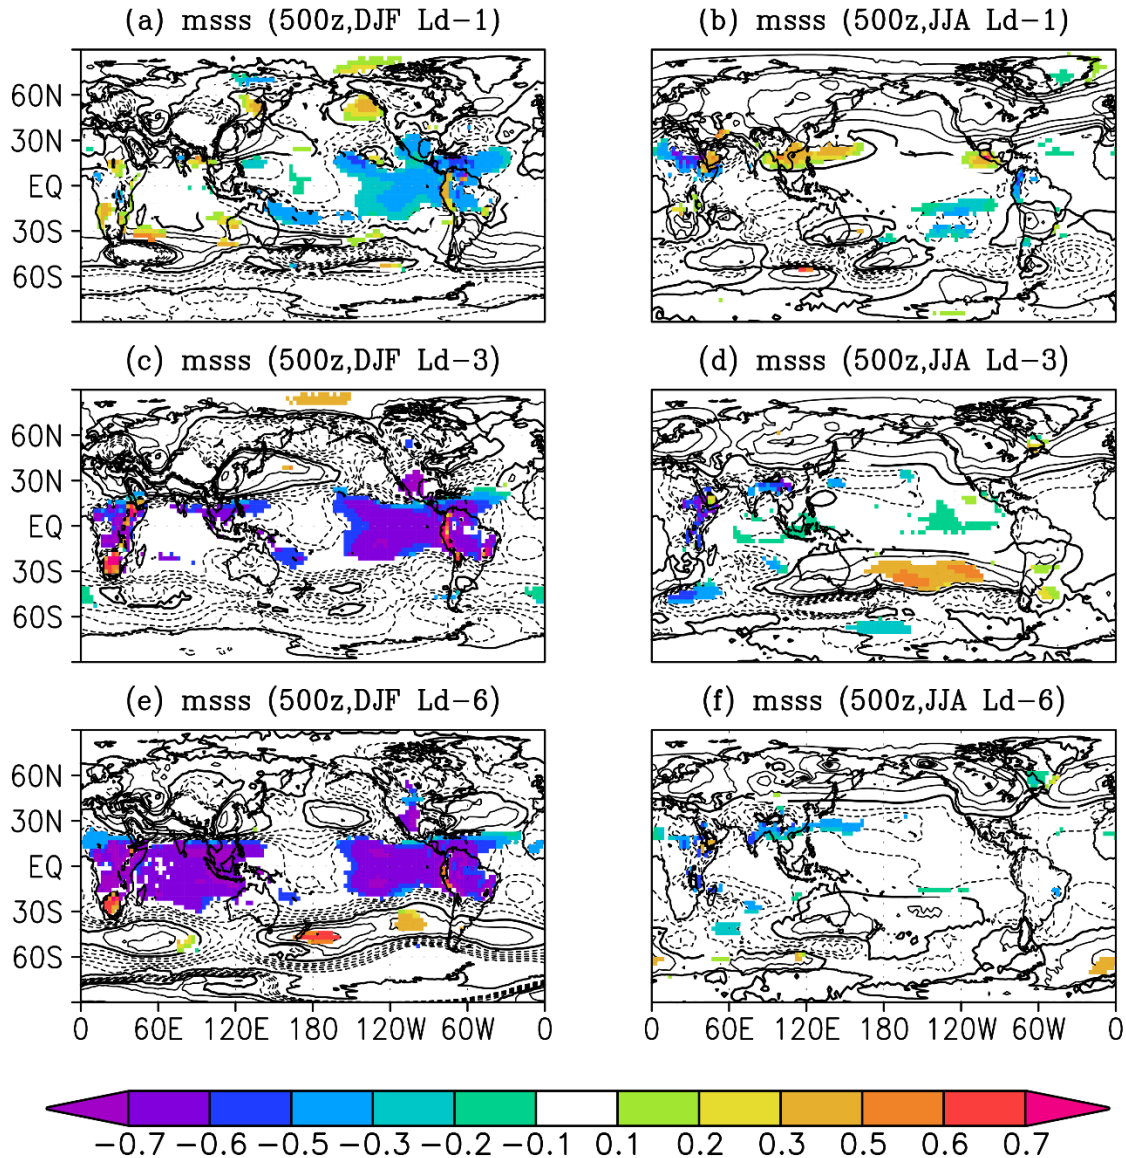 (a) msss (500z,DJF Ld−1)
(b) msss (500z,JJA Ld−1)
60N
30N
EQ
30S
60S
(c) msss (500z,DJF Ld−3)
(d) msss (500z,JJA Ld−3)
60N
30N
EQ
30S
60S
(e) msss (500z,DJF Ld−6)
(f) msss (500z,JJA Ld−6)
60N
30N
EQ
30S
60S
0 60E 120E 180 120W 60W 0
0 60E 120E 180 120W 60W 0
−0.7 −0.6 −0.5 −0.3 −0.2 −0.1 0.1 0.2 0.3 0.5 0.6 0.7